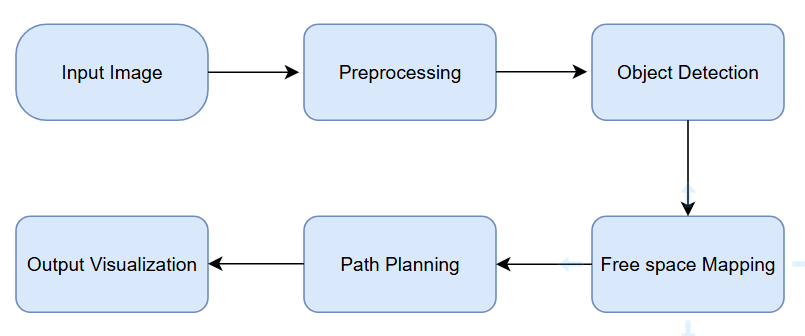 Input Image
Preprocessing
Object Detection
Output Visualization
Path Planning
Free space Mapping